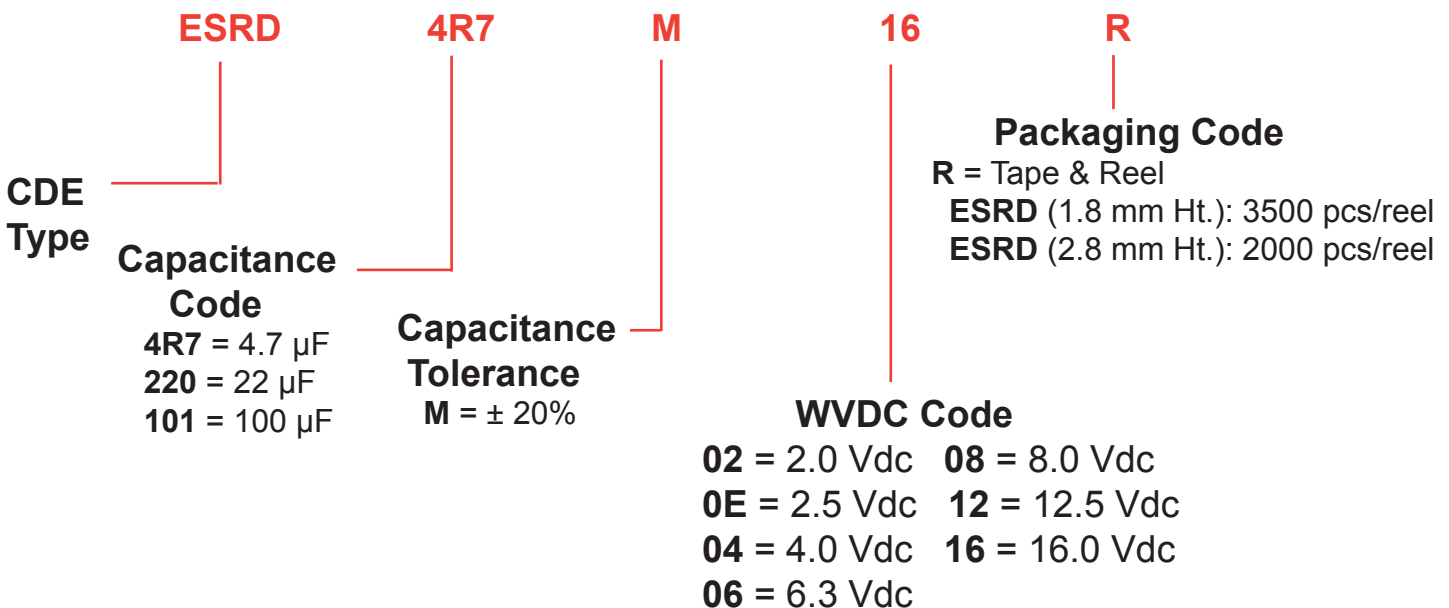 ESRD 4R7 M 16 R
CDE
Type
Capacitance
Code
4R7 = 4.7 µF
220 = 22 µF
101 = 100 µF
Capacitance
Tolerance
M = ± 20%
WVDC Code
02 = 2.0 Vdc 08 = 8.0 Vdc
0E = 2.5 Vdc 12 = 12.5 Vdc
04 = 4.0 Vdc 16 = 16.0 Vdc
06 = 6.3 Vdc
Packaging Code
R = Tape & Reel
ESRD (1.8 mm Ht.): 3500 pcs/reel
ESRD (2.8 mm Ht.): 2000 pcs/reel